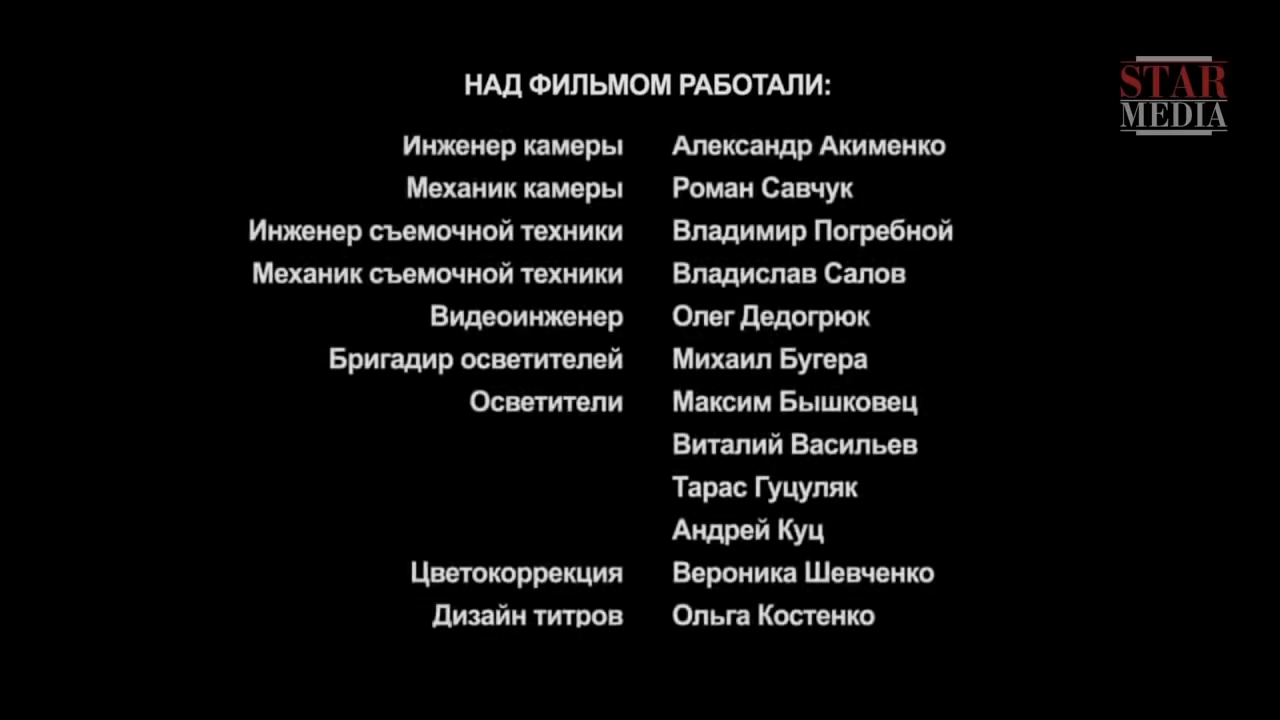 НАД ФИЛЬМОМ РАБОТАЛИ:
STAR
MEDIA
Инженер камеры Александр Акименко
Механик камеры Роман Савчук
Инженер съемочной техники Владимир Погребной
Механик съемочной техники Владислав Салов
Видеоинженер Олег Дедогрюк
Бригадир осветителей Михаил Бугера
Осветители Максим Бышковец
Виталий Васильев
Тарас Гуцуляк
Андрей Куц
Цветокоррекция Вероника Шевченко
Дизайн титров Ольга Костенко